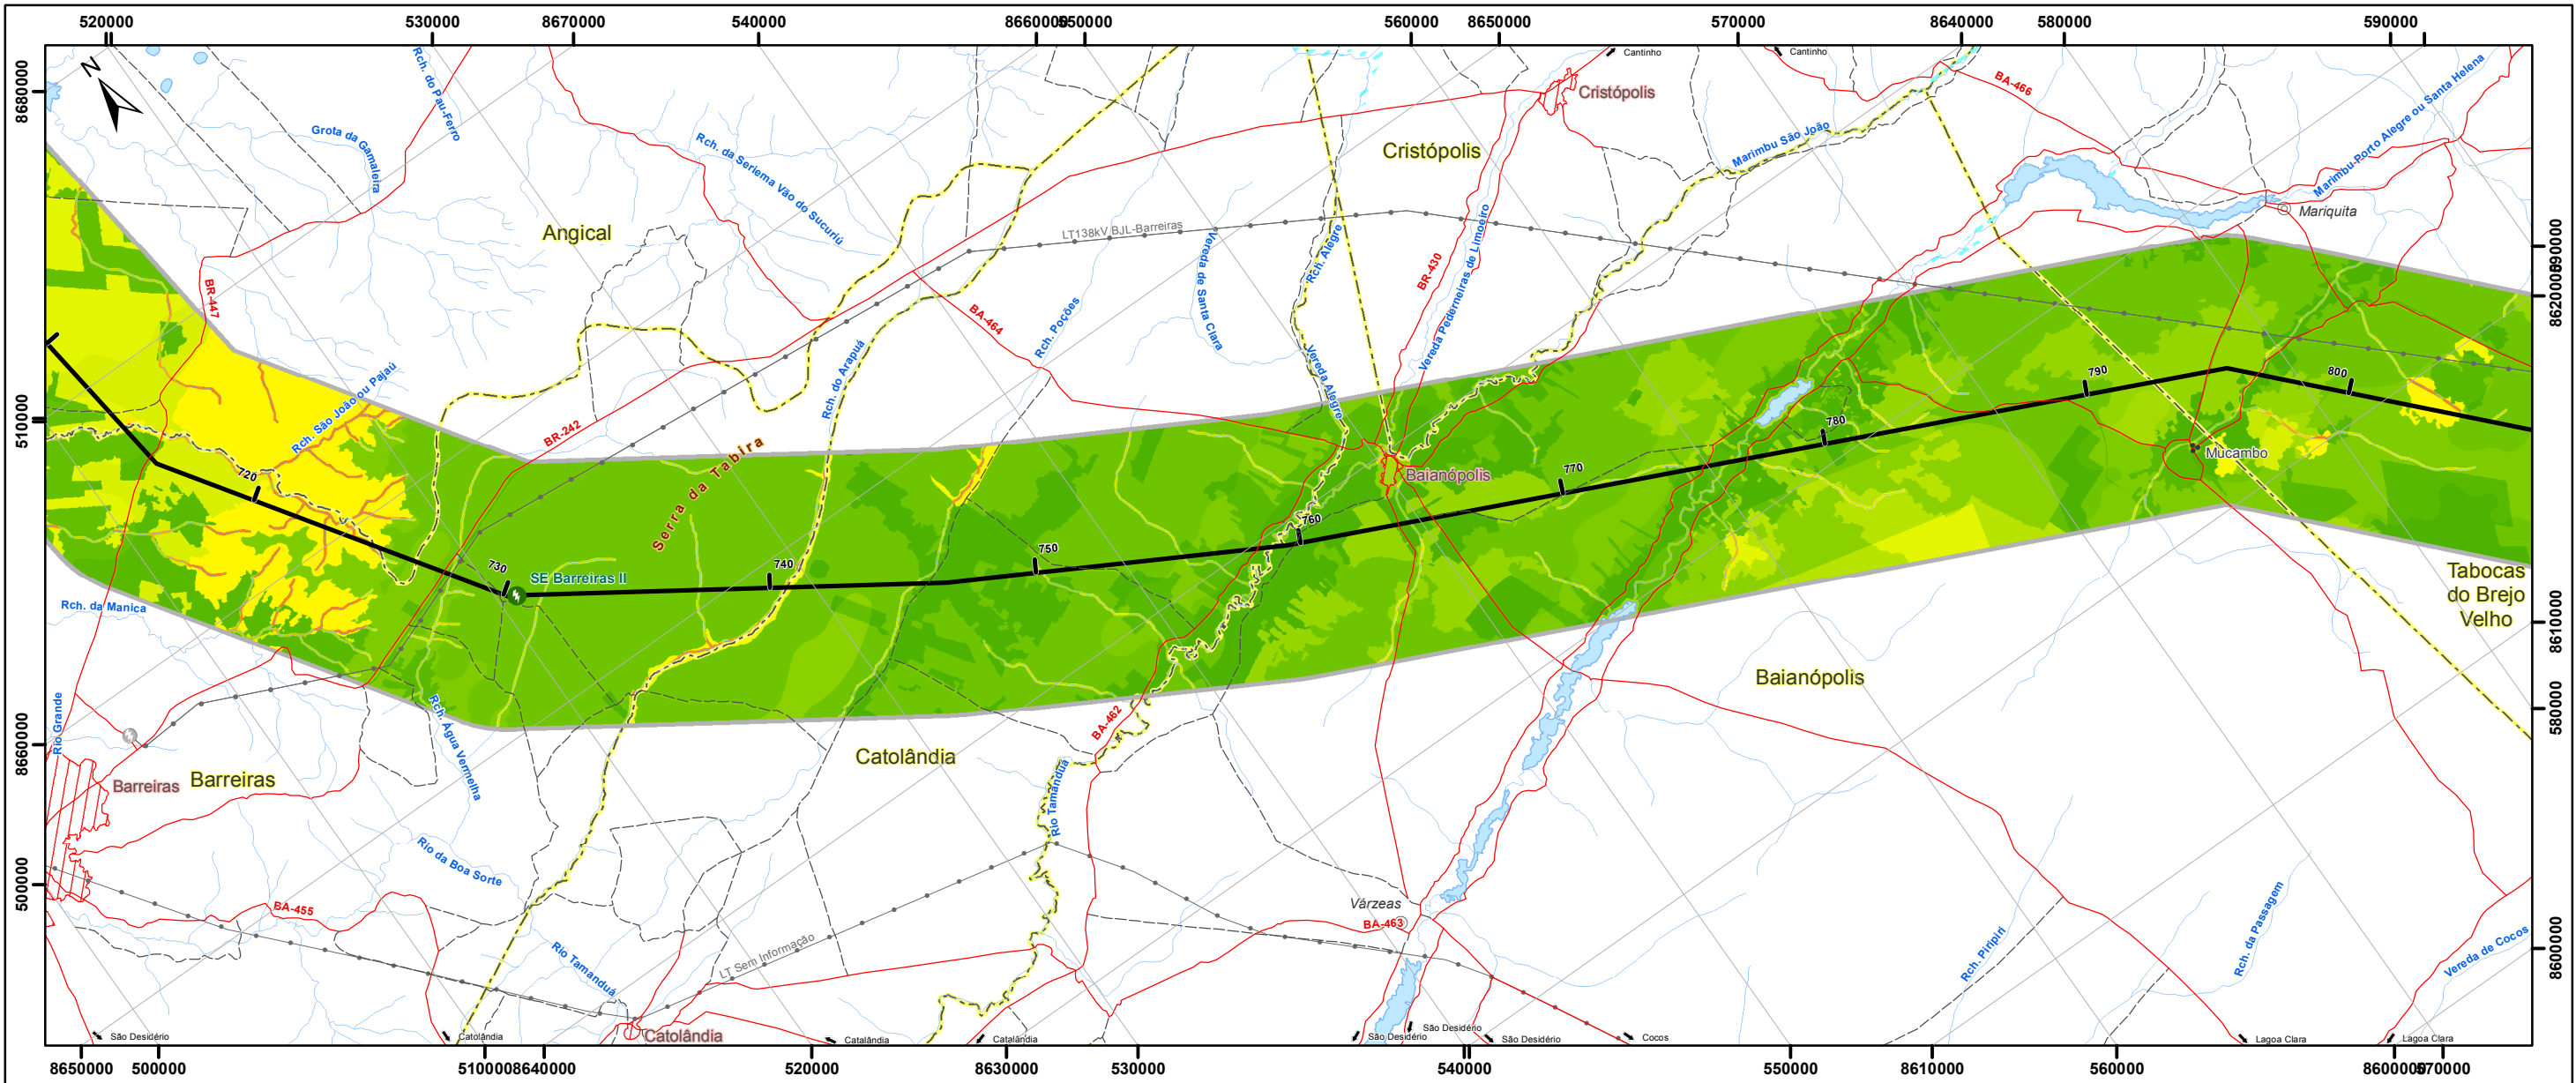 520000
530000
8670000
540000
8660000
550000
560000
8650000
570000
8640000
580000
590000
8680000
510000
8660000
500000
590000
8620000
8610000
580000
8600000
N
Rch. do Pau-Ferro
Grota da Gamaleira
Rch. da Seriema Vão do Sucuriú
Angical
BR-447
Cantinho
Cantinho
Cristópolis
Cristópolis
BA-466
Marimbu São João
Marimbu Porto Alegre ou Santa Helena
Mariquita
LT138kV BJL-Barreiras
Vereda de Santa Clara
Rch. Alegre
BR-430
Vereda Pederneiras de Limoeiro
BA-464
Rch. Poções
Vereda Alegre
Rch. do Arapuá
Rch. São João ou Pajaú
BR-242
Serra da Tabira
720
730
SE Barreiras II
740
750
760
770
780
790
800
Baianópolis
Mucambo
Tabocas
do Brejo
Velho
Rch. da Manica
Rio Grande
Rch. Água Vermelha
Barreiras
Barreiras
Catolândia
BA-462
Rio Tamanduá
Baianópolis
Rio da Boa Sorte
BA-455
Rio Tamanduá
LT Sem Informação
Várzeas
BA-463
Rch. Piripiri
Rch. da Passagem
Vereda de Cocos
Catolândia
São Desidério
Catolândia
Catalândia
Catalândia
São Desidério
São Desidério
São Desidério
Cocos
Lagoa Clara
Lagoa Clara
8650000
500000
510000
8640000
520000
8630000
530000
540000
550000
8610000
560000
8600000
570000